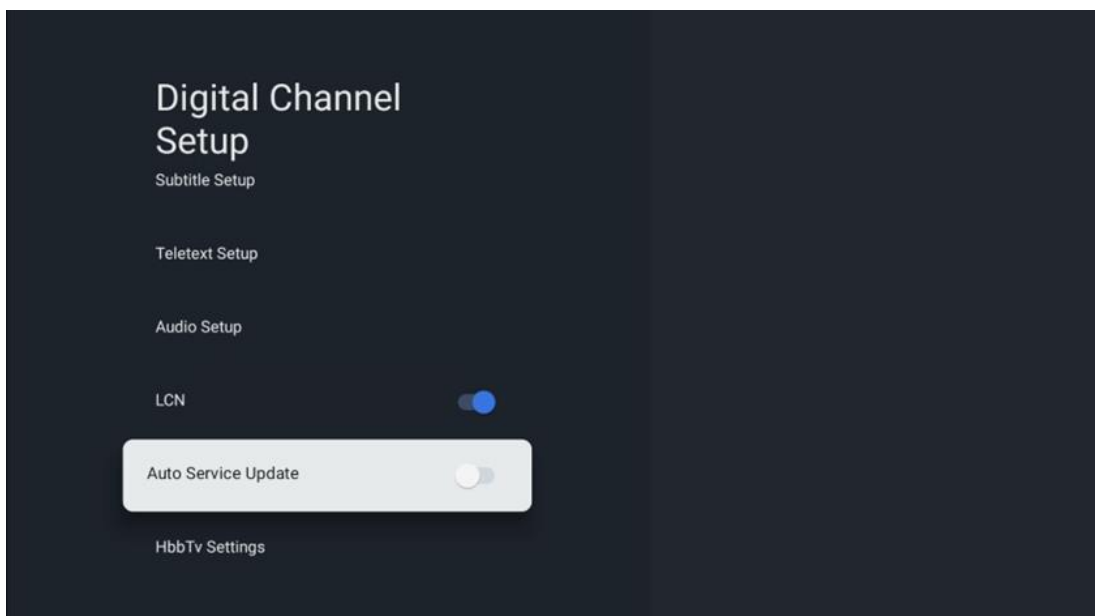 Digital Channel
Setup
Subtitle Setup
Teletext Setup
Audio Setup
LCN
Auto Service Update
HbbTv Settings